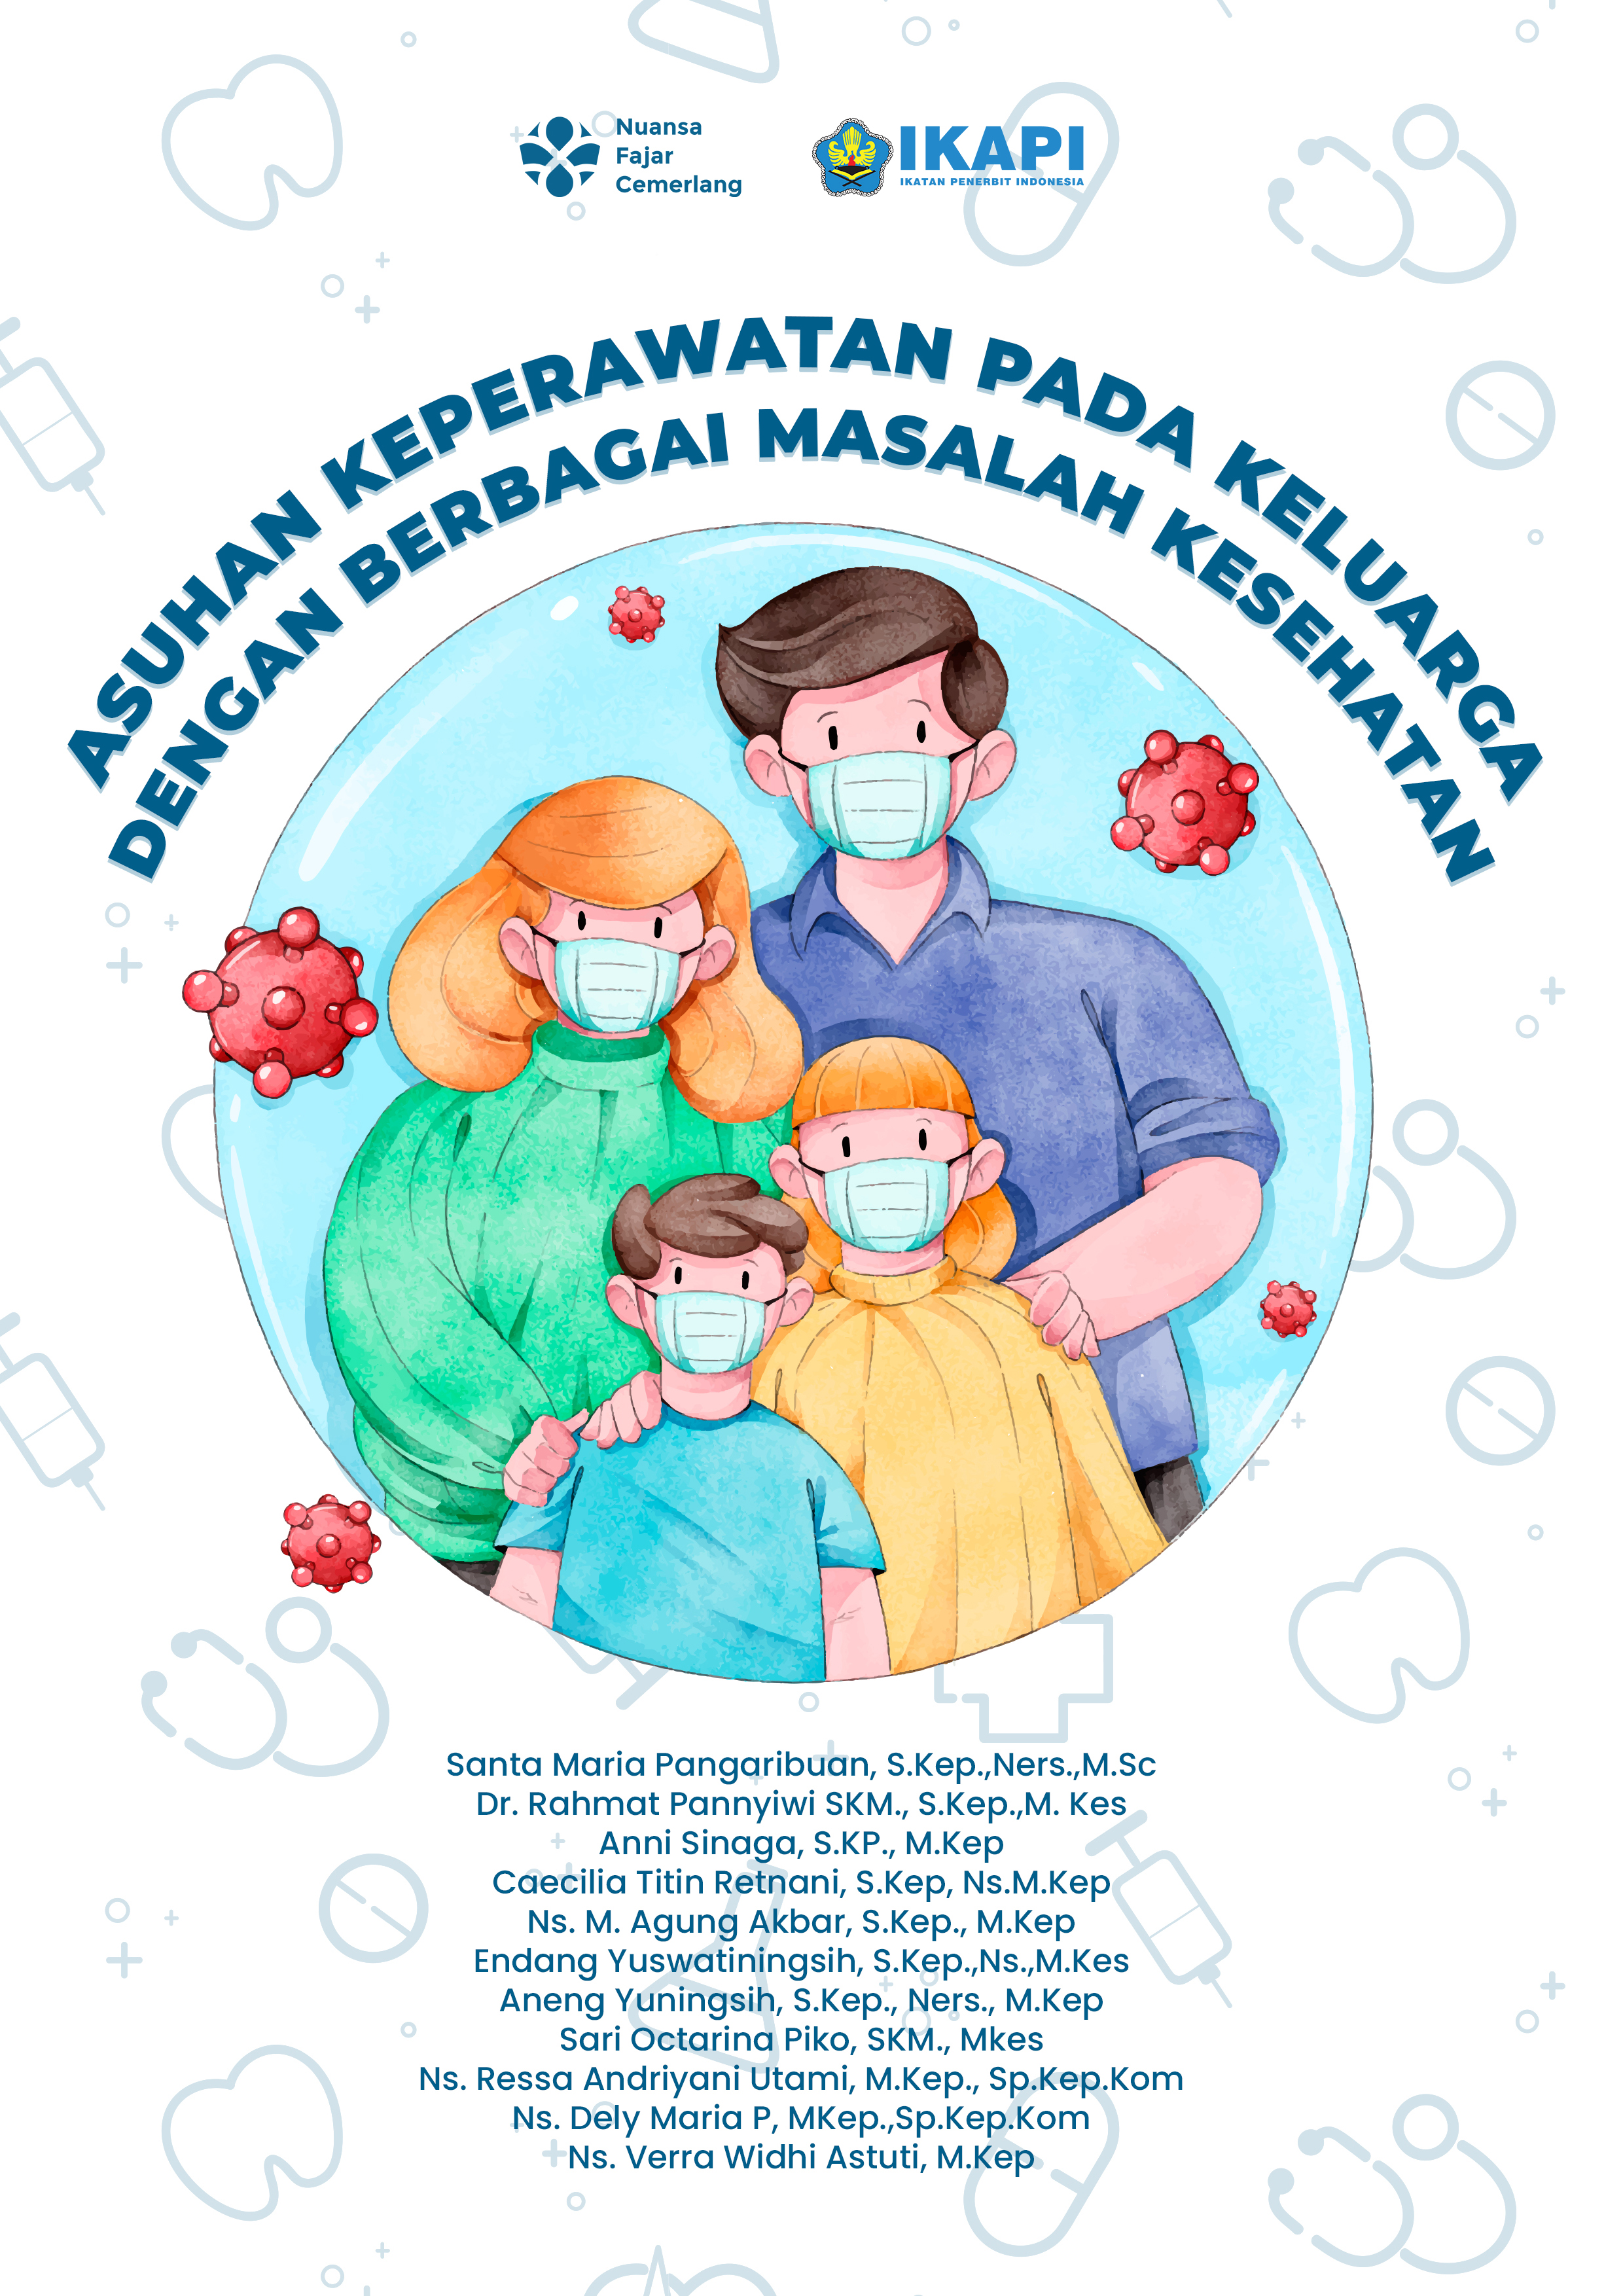 Nuansa
Fajar
Cemerlang
IKAPI
IKATAN PENERBIT INDONESIA
ASUHAN KEPERAWATAN PADA KELUARGA
DENGAN BERBAGAI MASALAH KESEHATAN
Santa Maria Pangaribuan, S.Kep.,Ners.,M.Sc
Dr. Rahmat Pannyiwi SKM., S.Kep.,M. Kes
Anni Sinaga, S.KP., M.Kep
Caecilia Titin Retnani, S.Kep, Ns.M.Kep
Ns. M. Agung Akbar, S.Kep., M.Kep
Endang Yuswatiningsih, S.Kep.,Ns.,M.Kes
Aneng Yuningsih, S.Kep., Ners., M.Kep
Sari Octarina Piko, SKM., Mkes
Ns. Ressa Andriyani Utami, M.Kep., Sp.Kep.Kom
Ns. Dely Maria P, MKep.,Sp.Kep.Kom
Ns. Verra Widhi Astuti, M.Kep